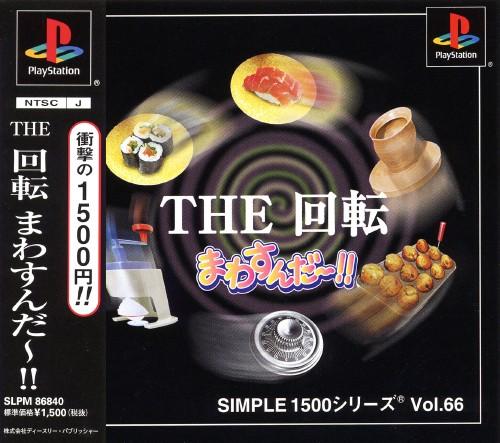 PlayStation
NTSC J
THE 回転 まわすんだ～!!
衝撃の1500円!!
SLPM 86840
標準価格¥1,500(税抜)
株式会社ディースリー・パブリッシャー
PlayStation
THE 回転
まわすんだ～!!
SIMPLE 1500シリーズ® Vol.66